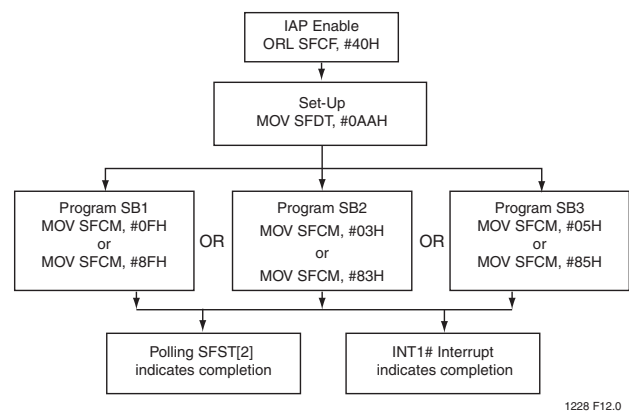 IAP Enable
ORL SFCF, #40H
Set-Up
MOV SFDT, #0AAH
Program SB1
MOV SFCM, #0FH
or
MOV SFCM, #8FH
OR
Program SB2
MOV SFCM, #03H
or
MOV SFCM, #83H
OR
Program SB3
MOV SFCM, #05H
or
MOV SFCM, #85H
Polling SFST[2]
indicates completion
INT1# Interrupt
indicates completion
1228 F12.0